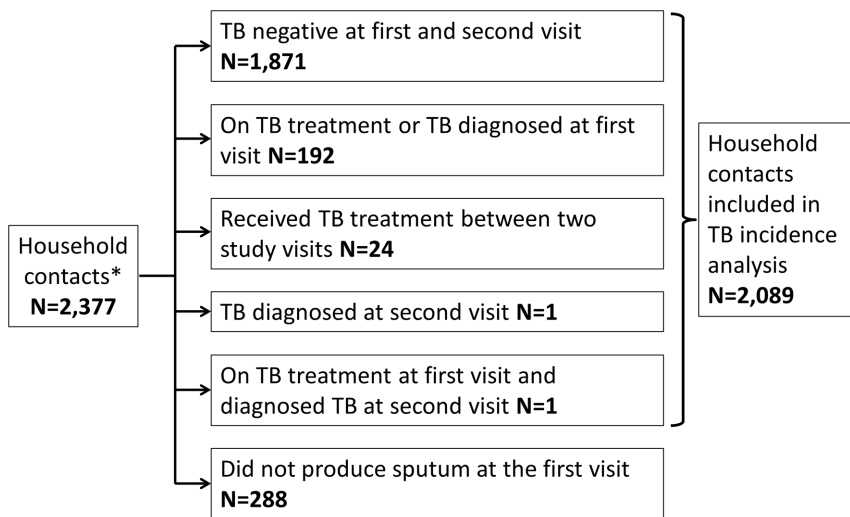 Household
contacts*
N=2,377
TB negative at first and second visit
N=1,871
On TB treatment or TB diagnosed at first
visit N=192
Received TB treatment between two
study visits N=24
TB diagnosed at second visit N=1
On TB treatment at first visit and
diagnosed TB at second visit N=1
Did not produce sputum at the first visit
N=288
Household
contacts
included in
TB incidence
analysis
N=2,089